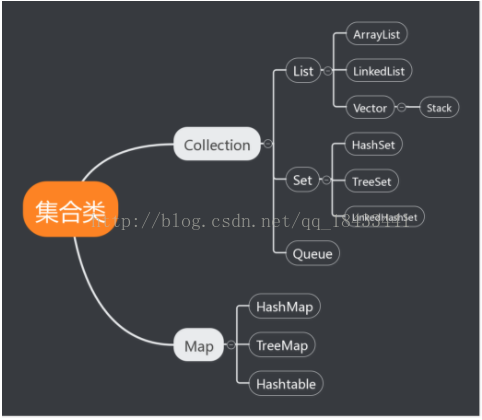 集合类
Collection
List
ArrayList
LinkedList
Vector
Stack
Set
HashSet
TreeSet
LinkedHashSet
Queue
Map
HashMap
TreeMap
Hashtable